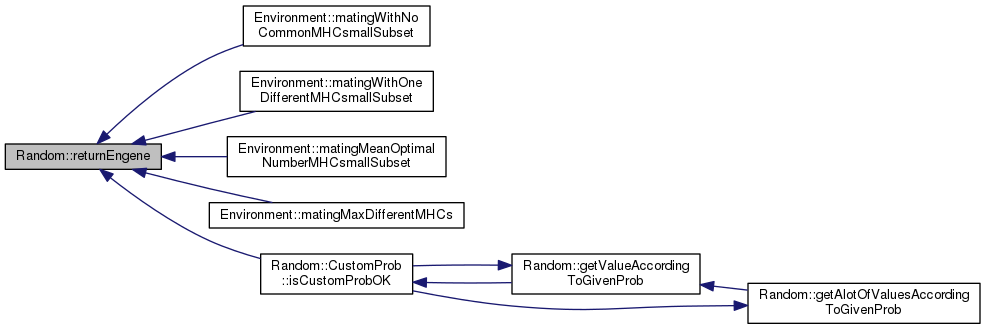 Environment::matingWithNo
CommonMHCsmallSubset
Environment::matingWithOne
DifferentMHCsmallSubset
Random::returnEngene
Environment::matingMeanOptimal
NumberMHCsmallSubset
Environment::matingMaxDifferentMHCs
Random::CustomProb
::isCustomProbOK
Random::getValueAccording
ToGivenProb
Random::getAlotOfValuesAccording
ToGivenProb